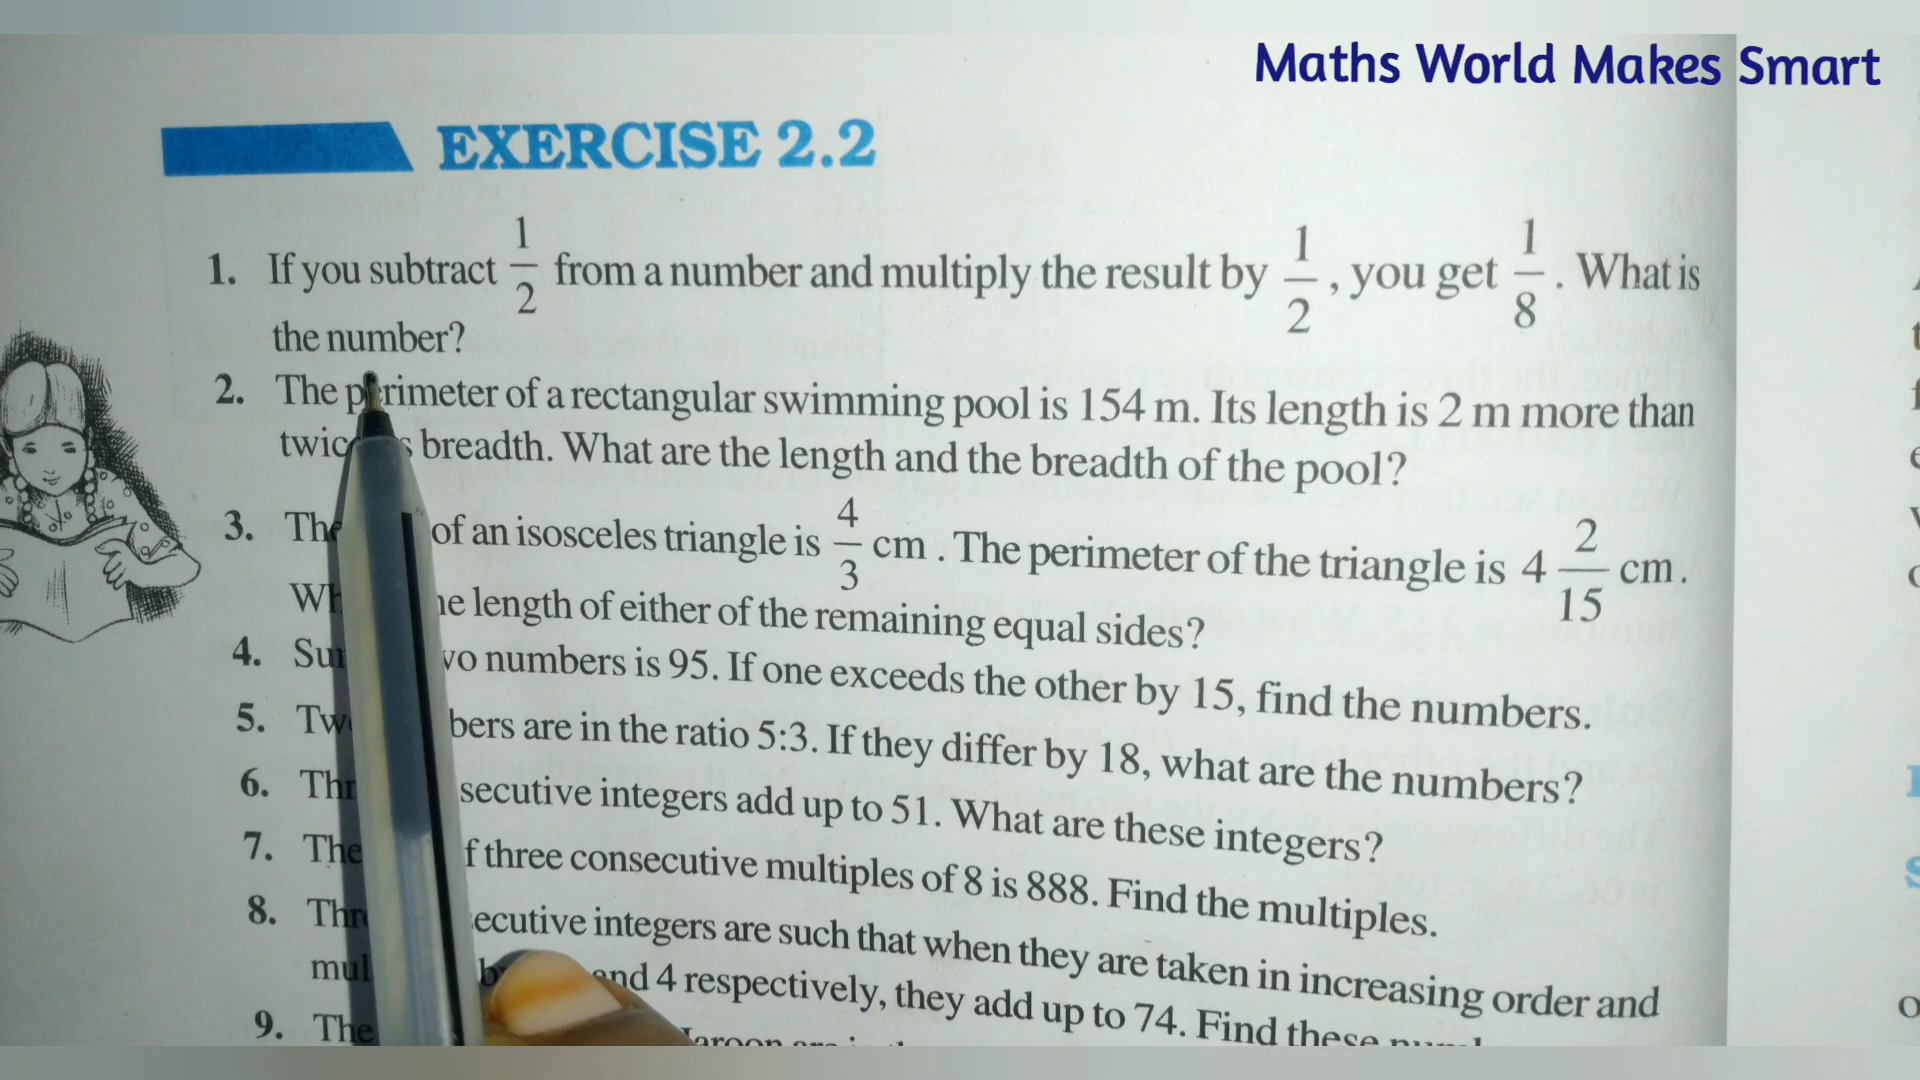 Maths World Makes Smart
EXERCISE 2.2
1. If you subtract 1/2 from a number and multiply the result by 1/2, you get 1/8. What is
the number?
2. The perimeter of a rectangular swimming pool is 154 m. Its length is 2 m more than
breadth. What are the length and the breadth of the pool?
3. of an isosceles triangle is 4/3 cm. The perimeter of the triangle is 4 2/15 cm.
length of either of the remaining equal sides?
4. numbers is 95. If one exceeds the other by 15, find the numbers.
5. are in the ratio 5:3. If they differ by 18, what are the numbers?
6. integers add up to 51. What are these integers?
7. three consecutive multiples of 8 is 888. Find the multiples.
8. integers are such that when they are taken in increasing order and
and 4 respectively, they add up to 74. Find these
9. The